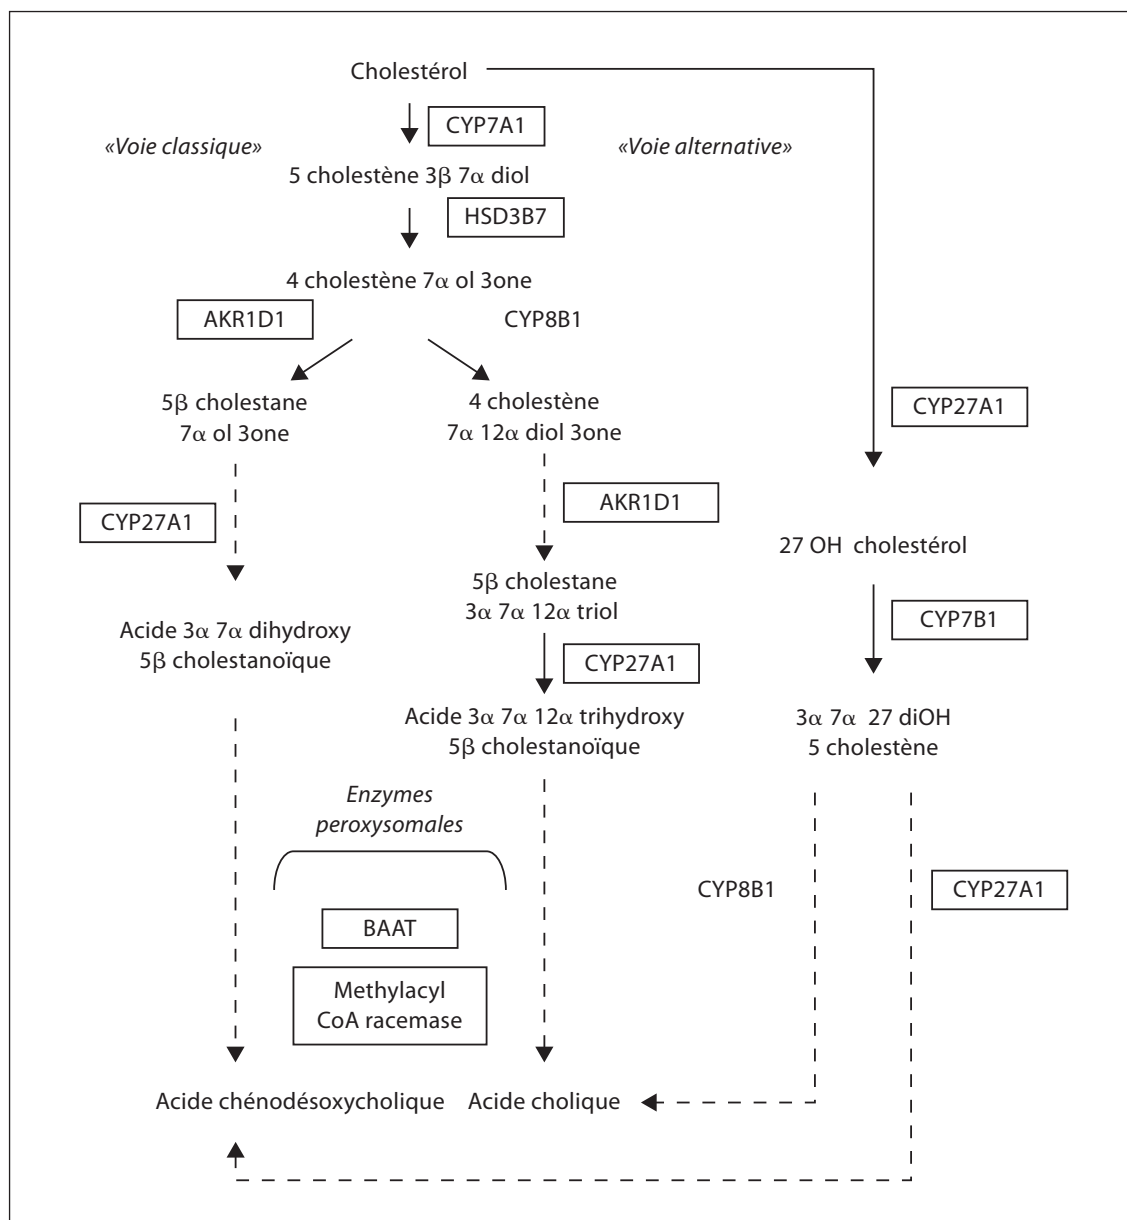 Cholestérol
CYP7A1
«Voie classique»
«Voie alternative»
5 cholestène 3β 7α diol
HSD3B7
4 cholestène 7α ol 3one
AKR1D1
CYP8B1
5β cholestane
7α ol 3one
4 cholestène
7α 12α diol 3one
CYP27A1
CYP27A1
AKR1D1
27 OH cholestérol
5β cholestane
3α 7α 12α triol
Acide 3α 7α dihydroxy
5β cholestanoïque
CYP7B1
CYP27A1
Acide 3α 7α 12α trihydroxy
5β cholestanoïque
3α 7α 27 diOH
5 cholestène
Enzymes
peroxysomales
CYP8B1
CYP27A1
BAAT
Methylacyl
CoA racemase
Acide chénodésoxycholique
Acide cholique